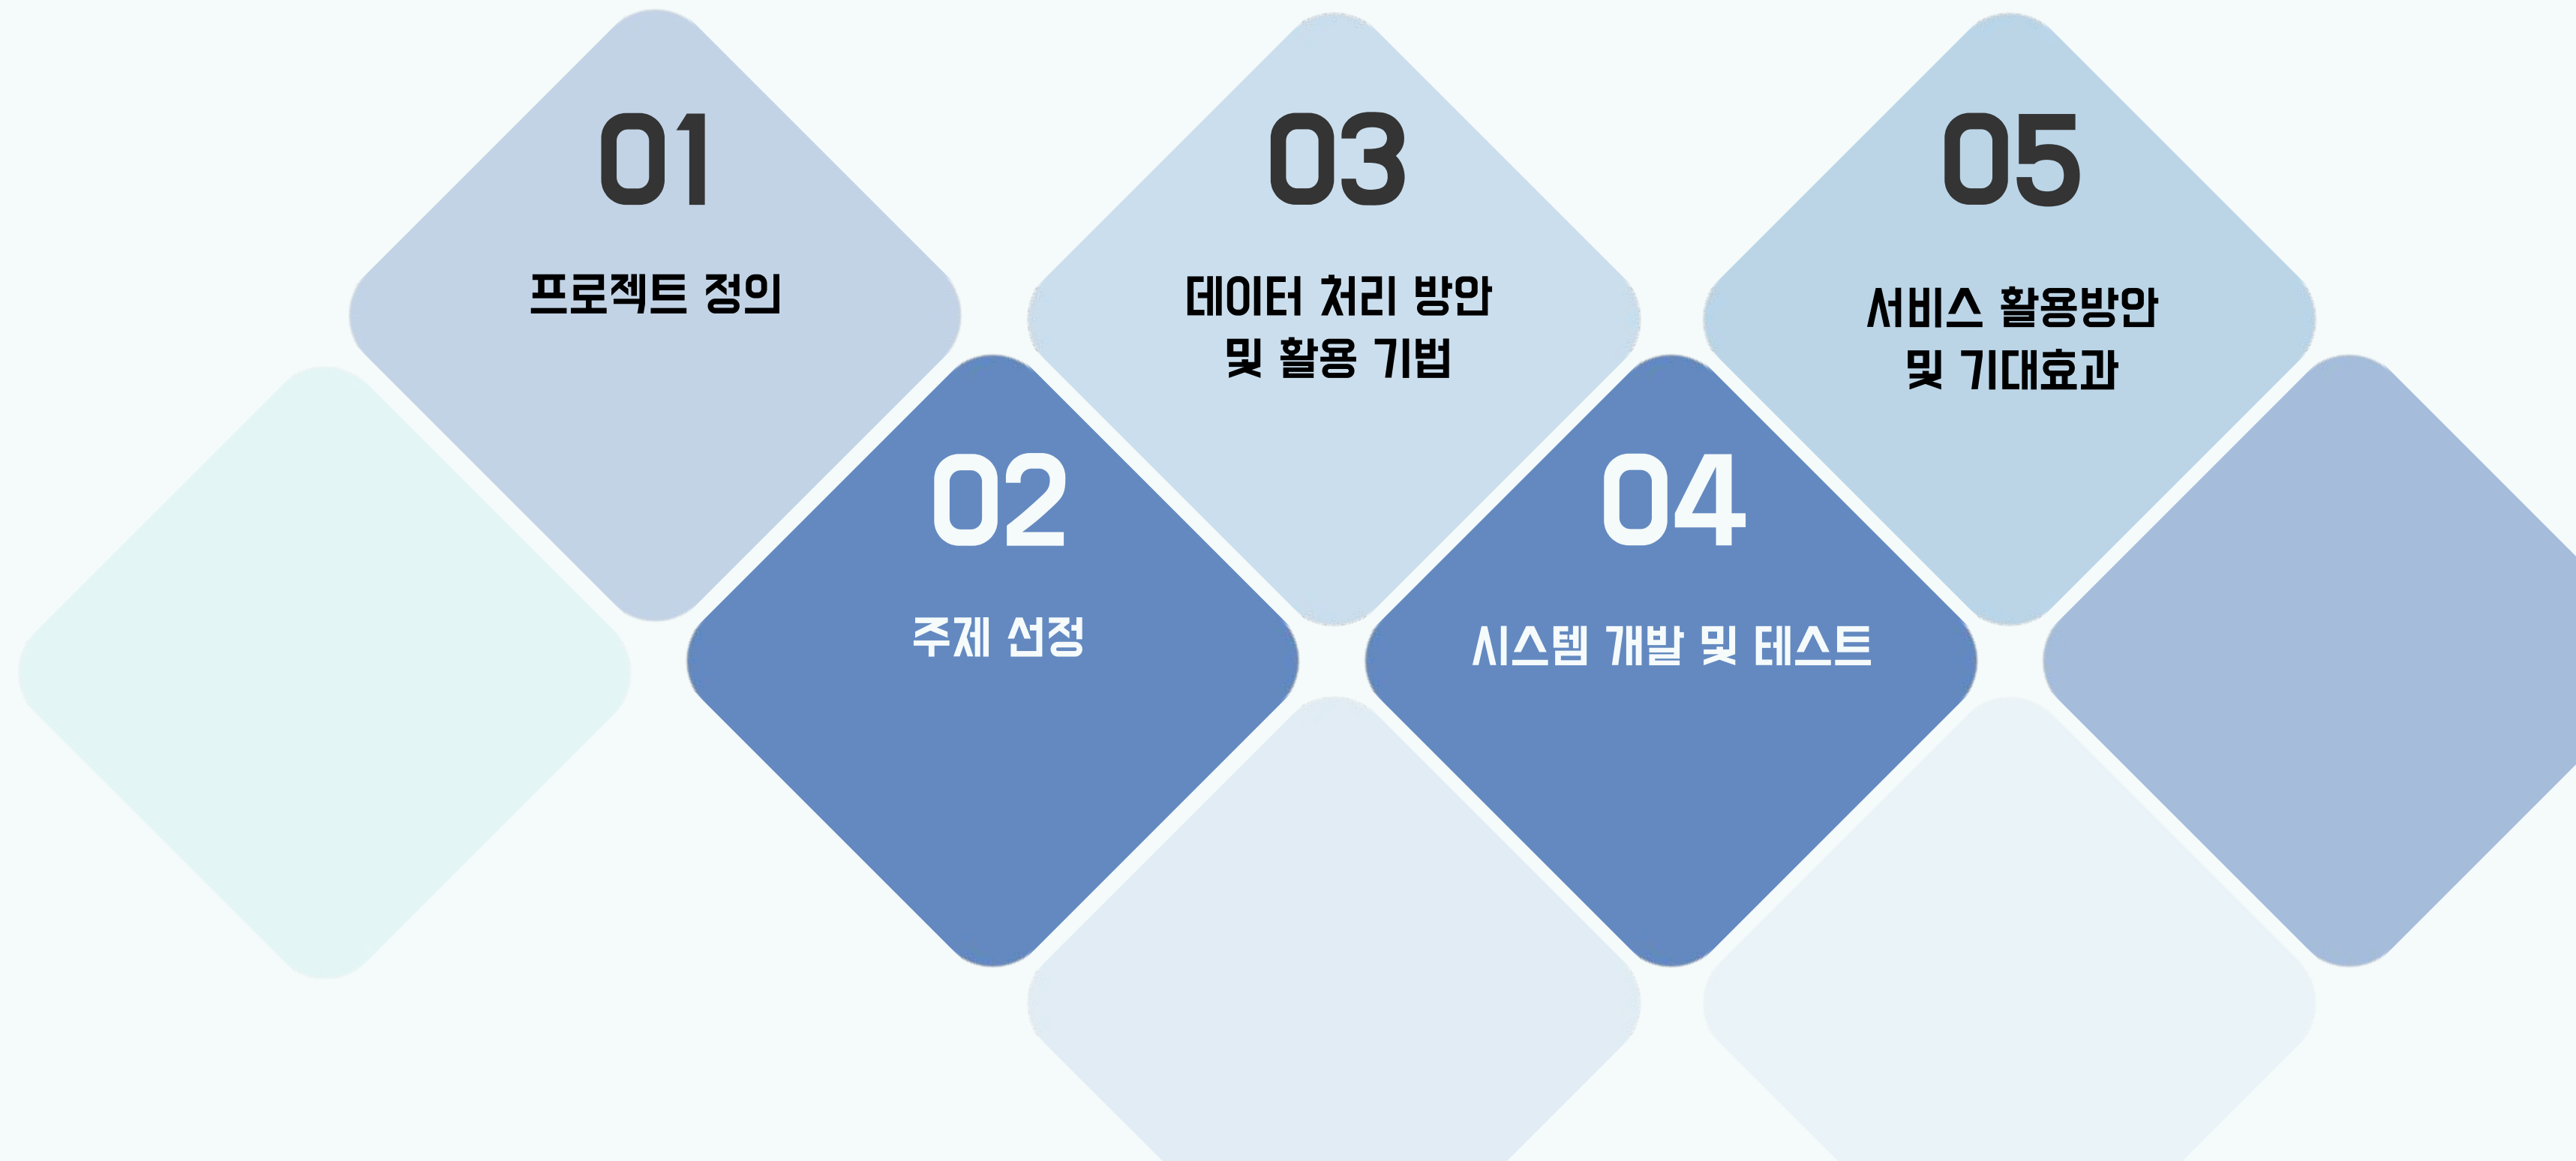 01
프로젝트 정의
02
주제 선정
03
데이터 처리 방안
및 활용 기법
04
시스템 개발 및 테스트
05
서비스 활용방안
및 기대효과